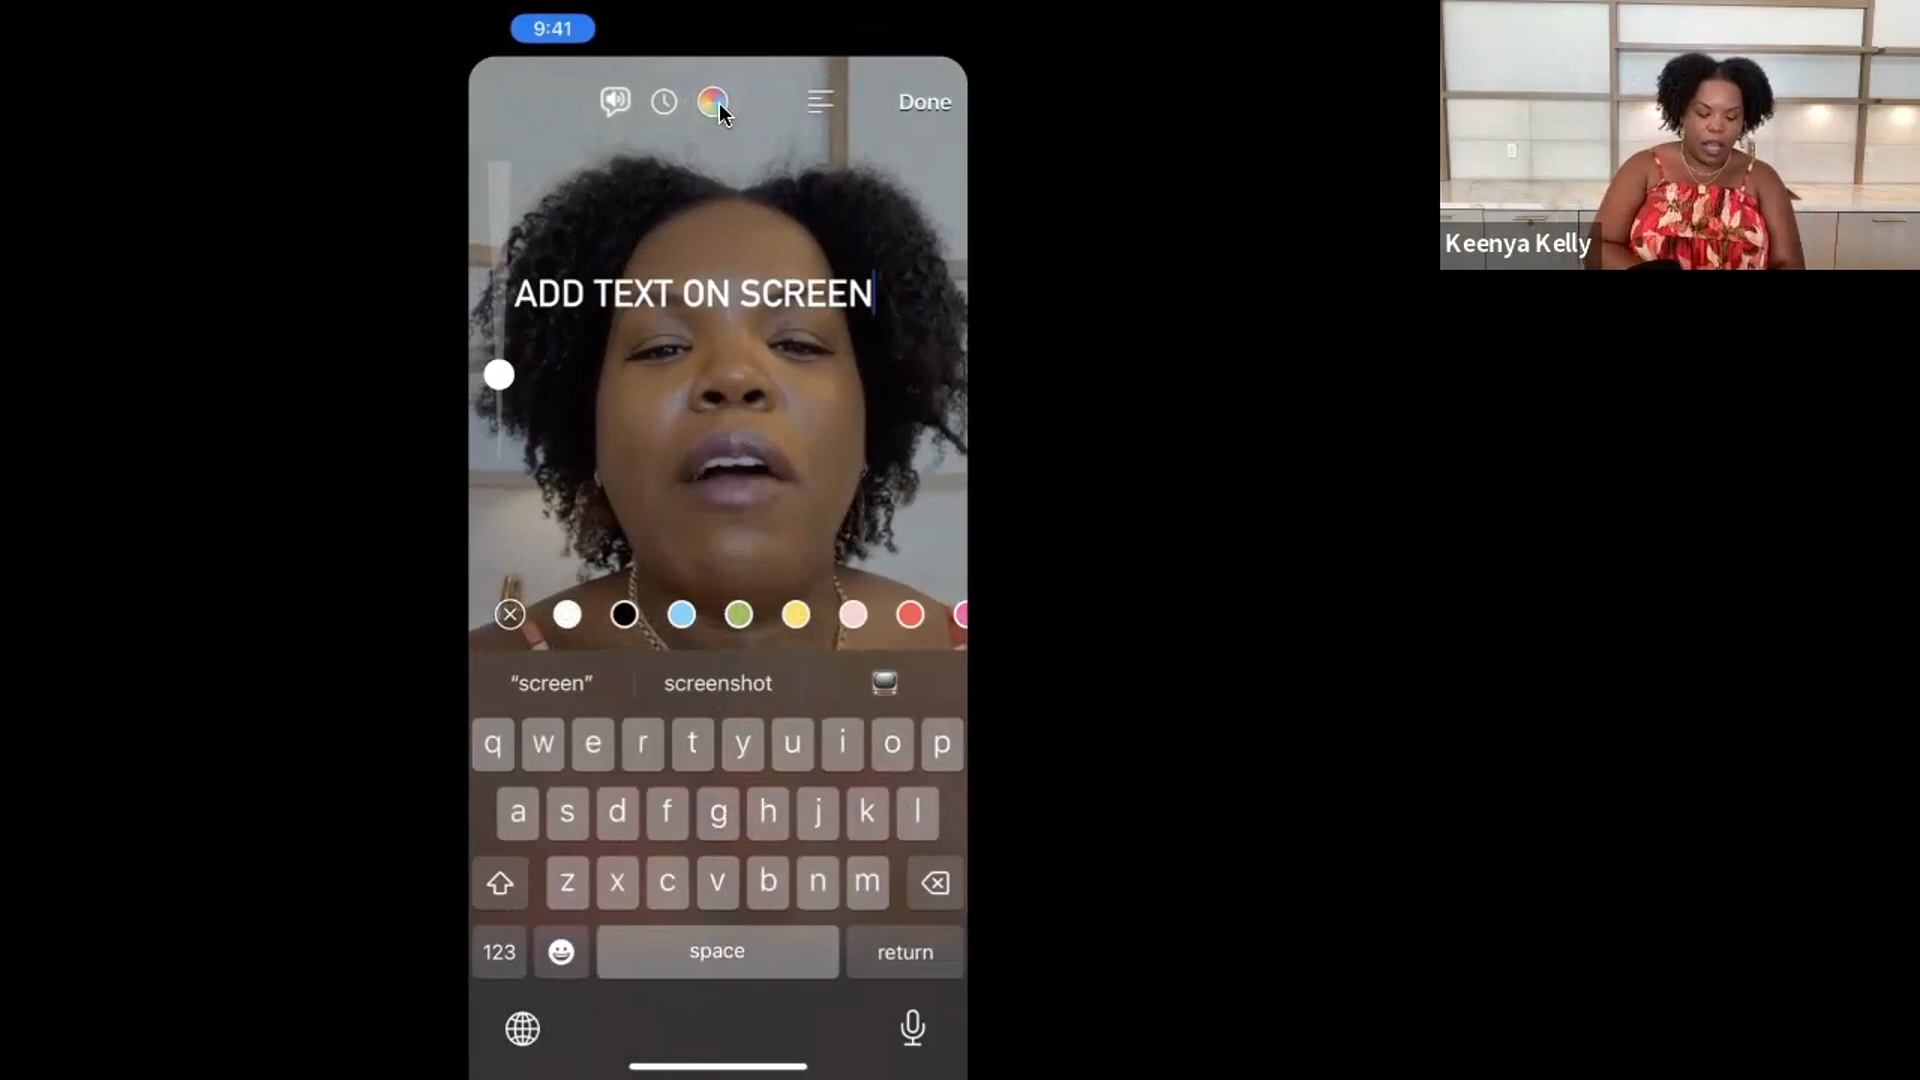 9:41
Done
ADD TEXT ON SCREEN
“screen” screenshot
q w e r t y u i o p
a s d f g h j k l
z x c v b n m
123 space return
Keenya Kelly